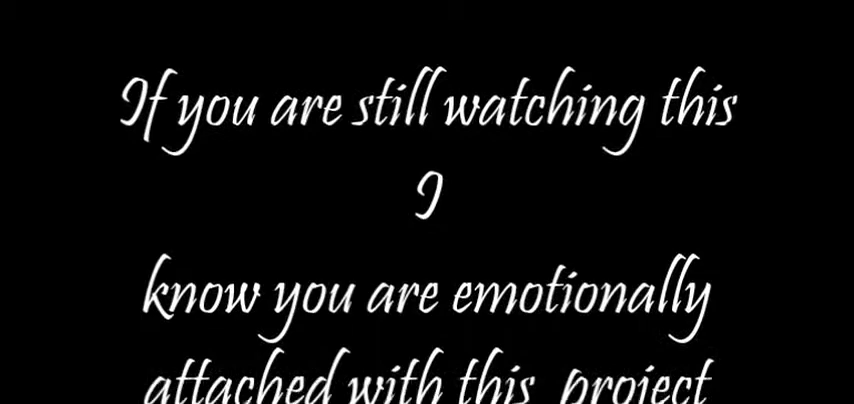 If you are still watching this
I
know you are emotionally
attached with this project